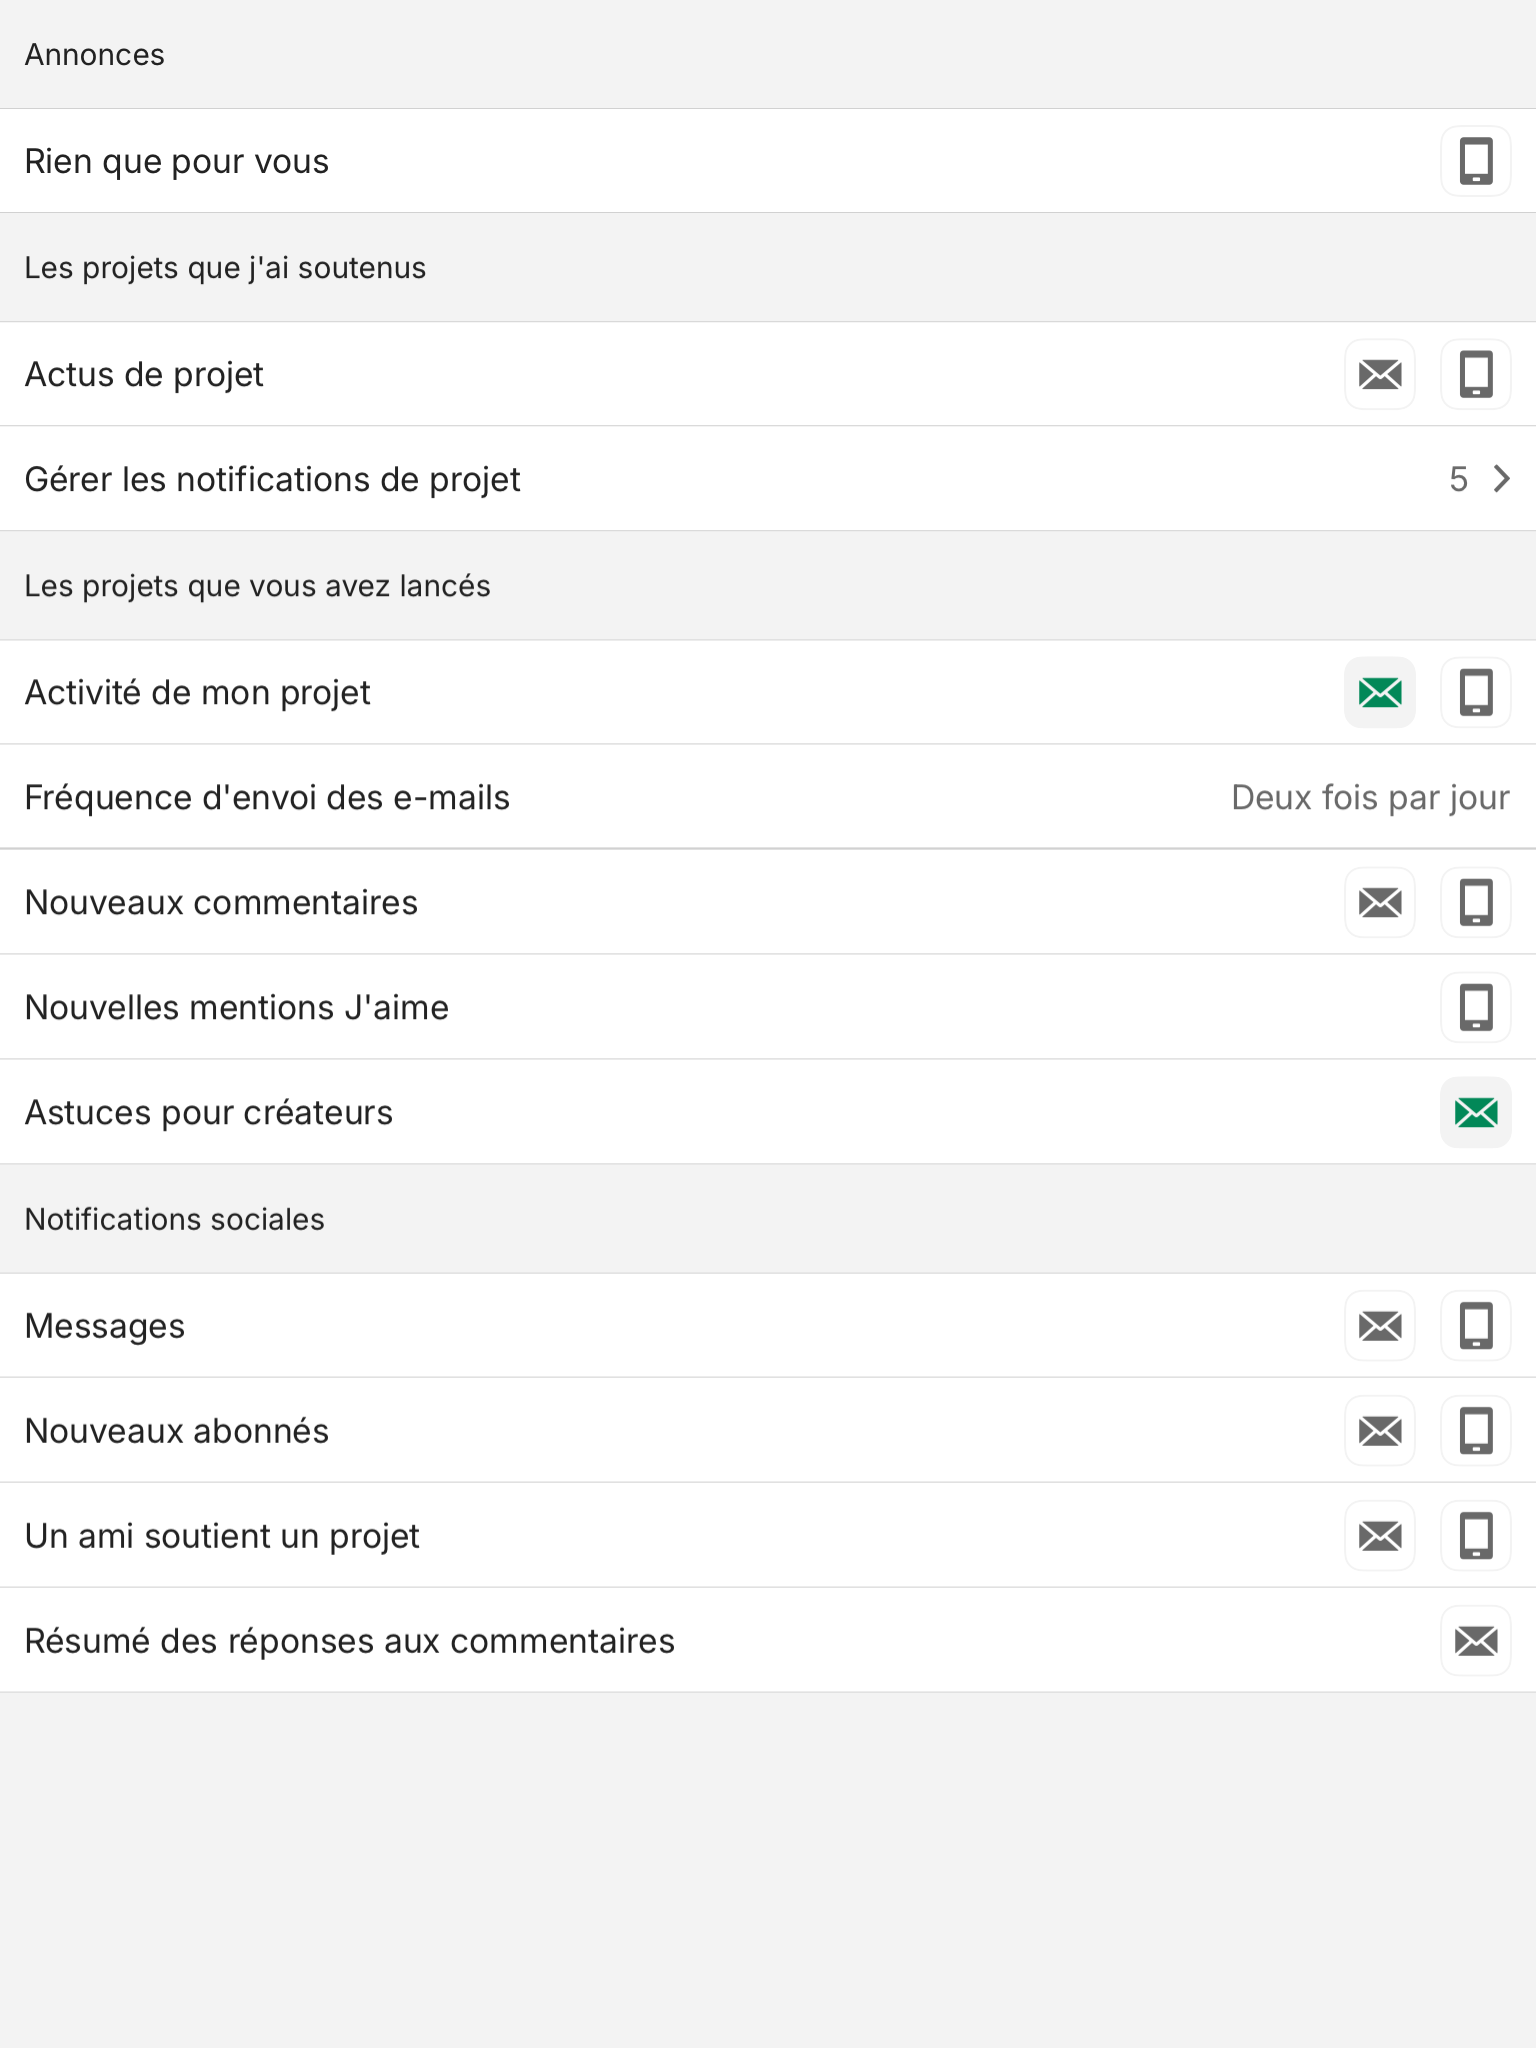 Annonces
Rien que pour vous
Les projets que j'ai soutenus
Actus de projet
Gérer les notifications de projet 5
Les projets que vous avez lancés
Activité de mon projet
Fréquence d'envoi des e-mails Deux fois par jour
Nouveaux commentaires
Nouvelles mentions J'aime
Astuces pour créateurs
Notifications sociales
Messages
Nouveaux abonnés
Un ami soutient un projet
Résumé des réponses aux commentaires